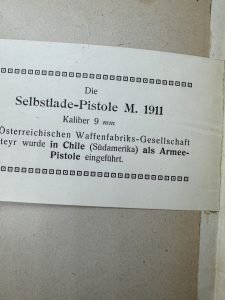 Die
Selbstlade-Pistole M. 1911
Kaliber 9 mm
Österreichischen Waffenfabriks-Gesellschaft
teyr wurde in Chile (Südamerika) als Armee-
Pistole eingeführt.